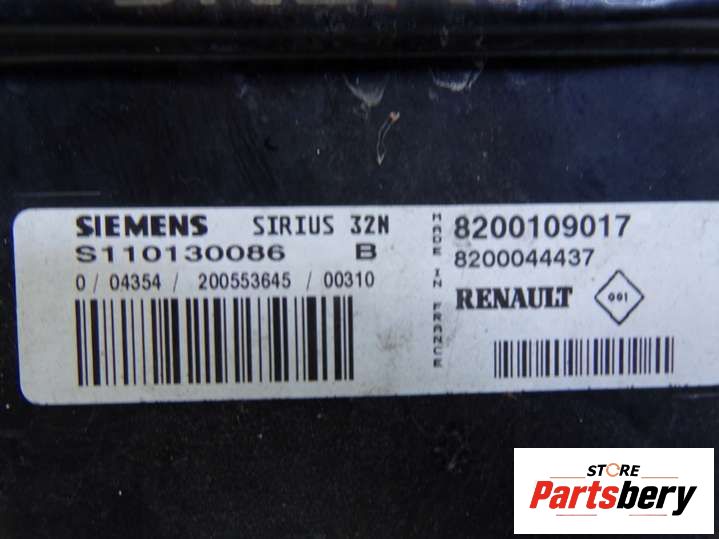 SIEMENS SIRIUS 32N
S110130086 B
0 / 04354 / 200553645 / 00310
MADE IN FRANCE
8200109017
8200044437
RENAULT 001
STORE
Partsbery